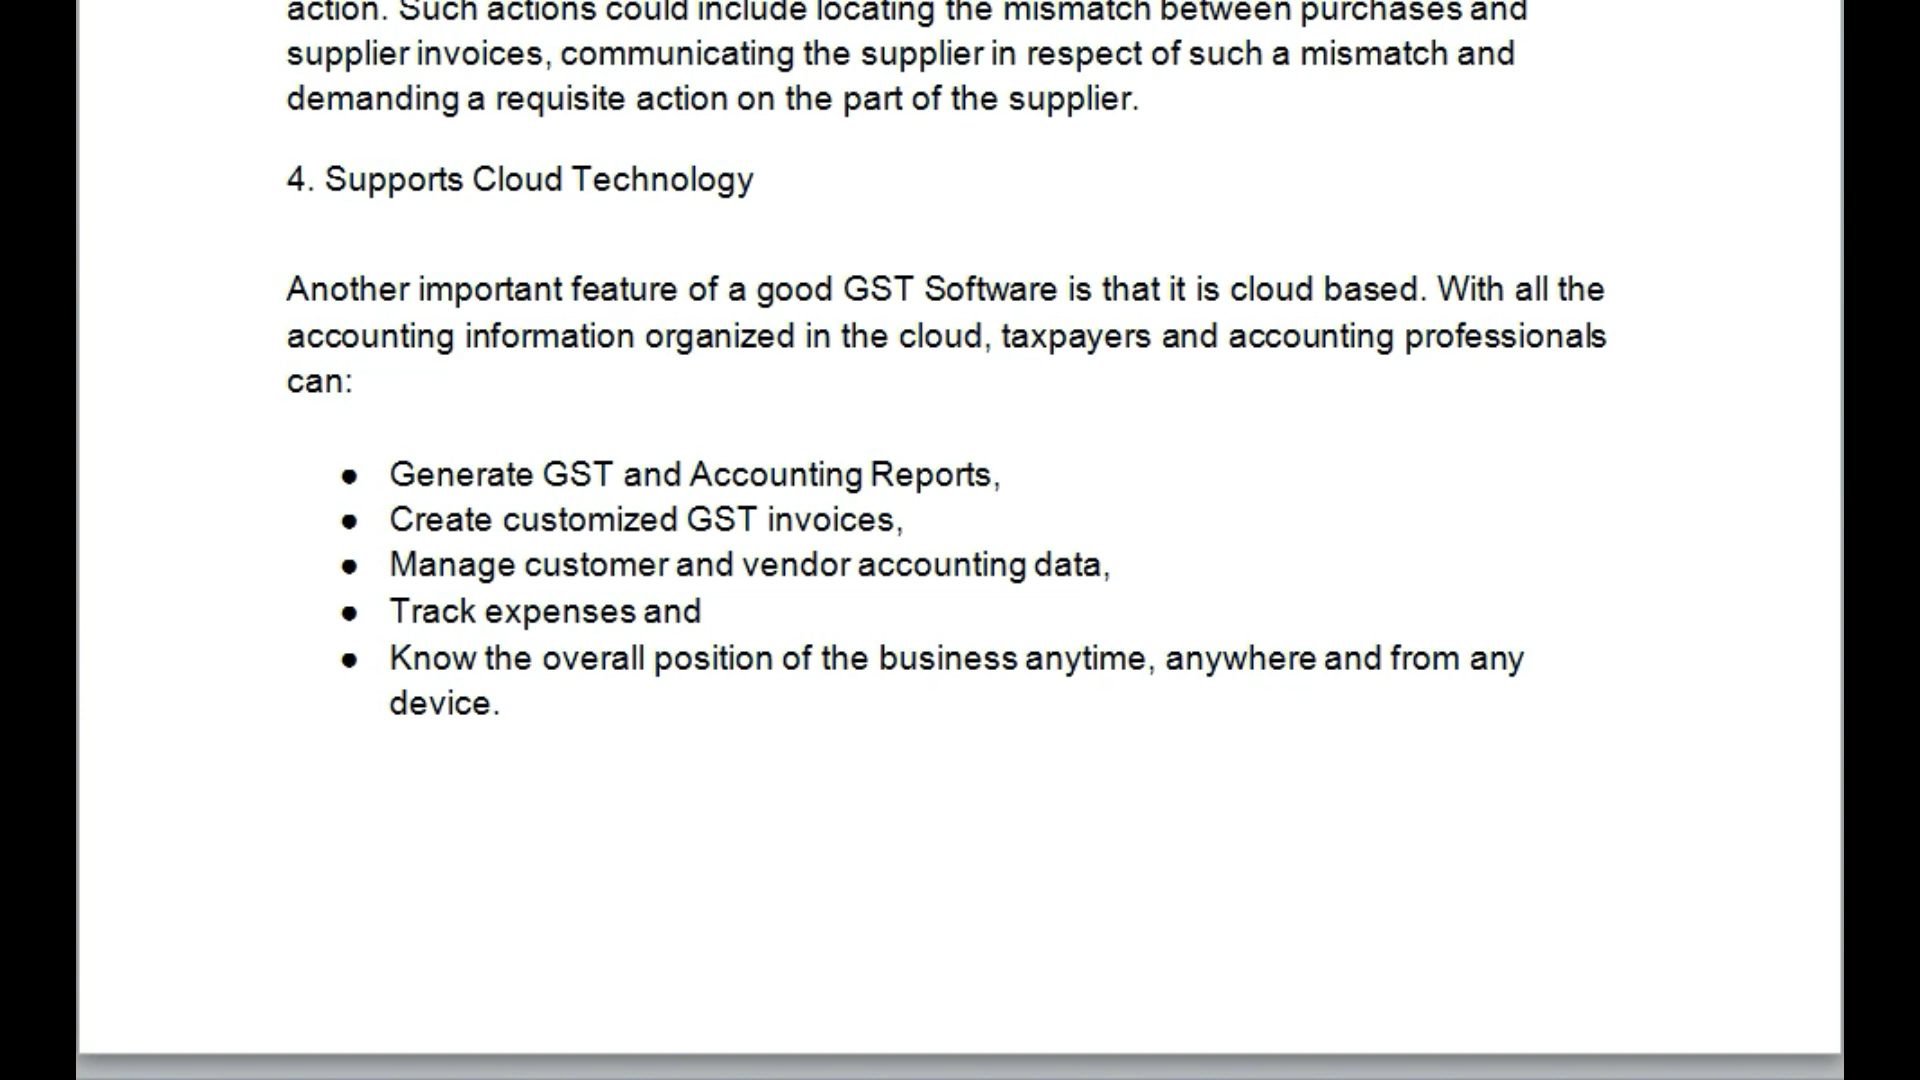 action. Such actions could include locating the mismatch between purchases and
supplier invoices, communicating the supplier in respect of such a mismatch and
demanding a requisite action on the part of the supplier.
4. Supports Cloud Technology
Another important feature of a good GST Software is that it is cloud based. With all the
accounting information organized in the cloud, taxpayers and accounting professionals
can:
● Generate GST and Accounting Reports,
● Create customized GST invoices,
● Manage customer and vendor accounting data,
● Track expenses and
● Know the overall position of the business anytime, anywhere and from any
device.